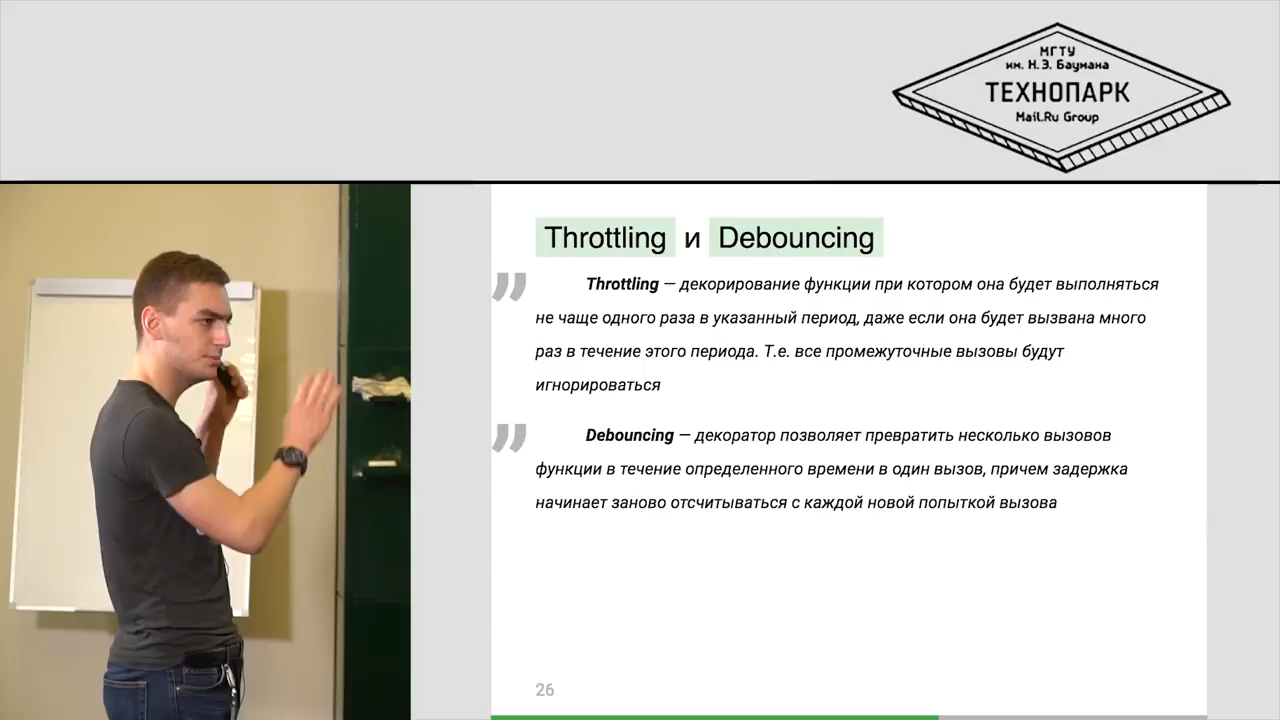 МГТУ
им. Н.Э. Баумана
ТЕХНОПАРК
Mail.Ru Group
Throttling и Debouncing
” Throttling — декорирование функции при котором она будет выполняться
не чаще одного раза в указанный период, даже если она будет вызвана много
раз в течение этого периода. Т.е. все промежуточные вызовы будут
игнорироваться
” Debouncing — декоратор позволяет превратить несколько вызовов
функции в течение определенного времени в один вызов, причем задержка
начинает заново отсчитываться с каждой новой попыткой вызова
26